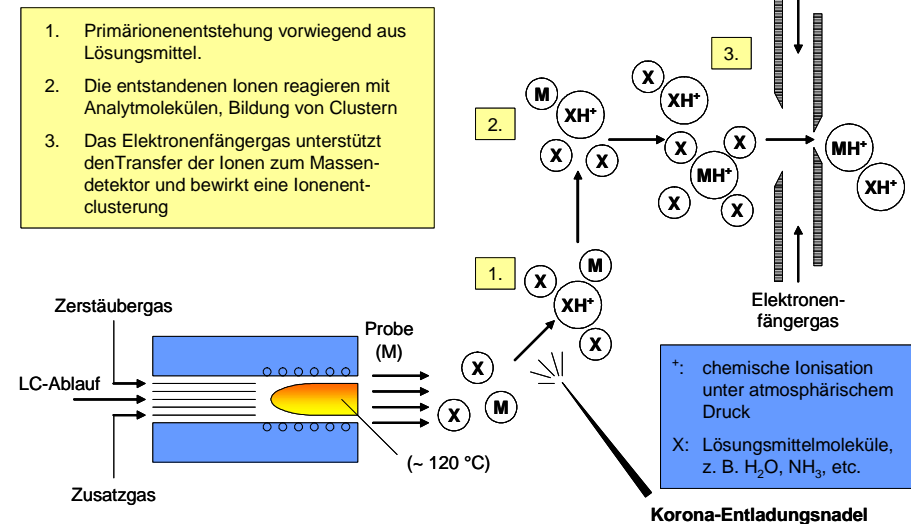 1. Primärionenentstehung vorwiegend aus
Lösungsmittel.
2. Die entstandenen Ionen reagieren mit
Analytmolekülen, Bildung von Clustern
3. Das Elektronenfängergas unterstützt
denTransfer der Ionen zum Massen-
detektor und bewirkt eine Ionenent-
clusterung
3.
X
XH⁺
M
XH⁺
2.
X
X
X
X
MH⁺
X
X
MH⁺
XH⁺
1.
X
M
XH⁺
X
Elektronen-
fängergas
Zerstäubergas
LC-Ablauf
Zusatzgas
Probe
(M)
X
X
M
(~ 120 °C)
⁺: chemische Ionisation
unter atmosphärischem
Druck
X: Lösungsmittelmoleküle,
z. B. H₂O, NH₃, etc.
Korona-Entladungsnadel